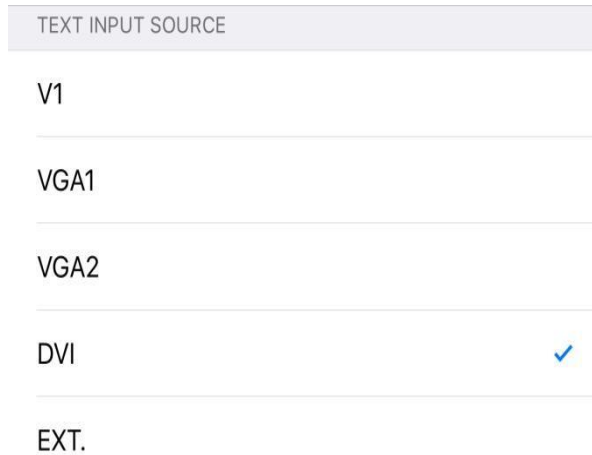 TEXT INPUT SOURCE
V1
VGA1
VGA2
DVI
EXT.